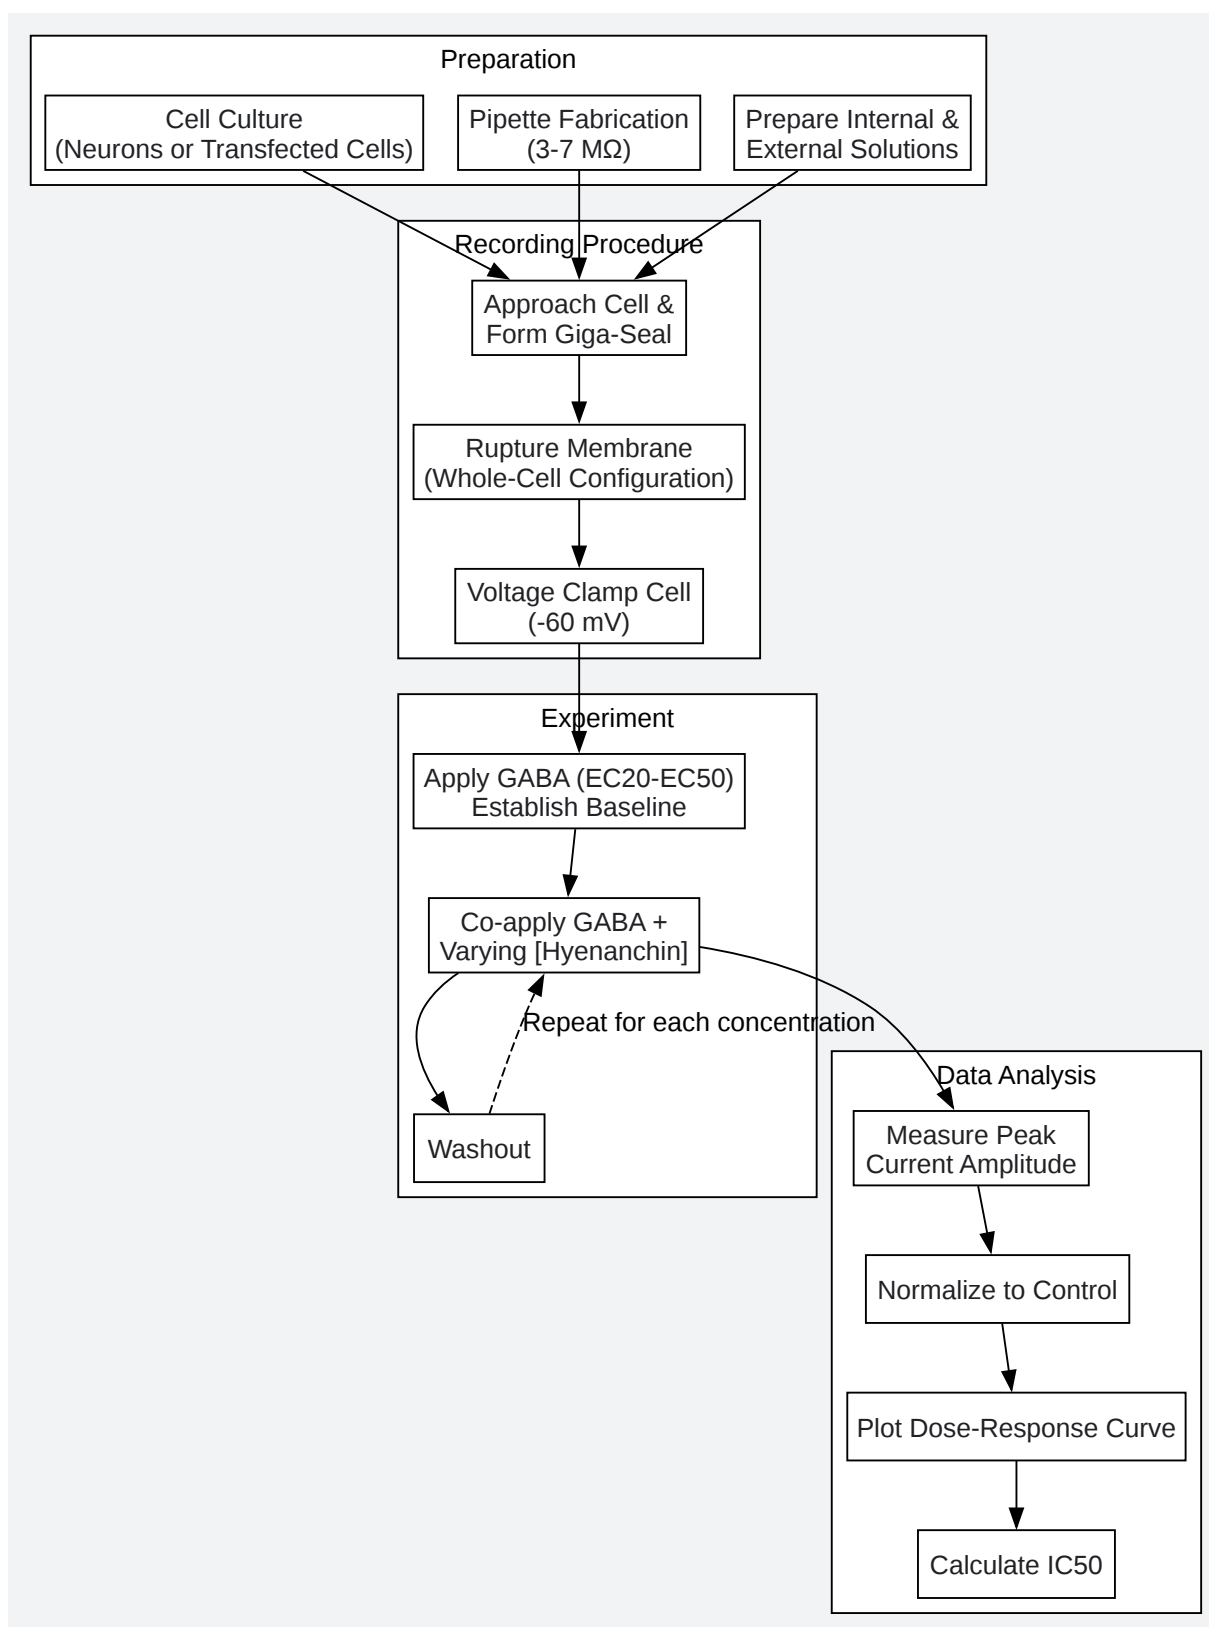 Preparation
Cell Culture
(Neurons or Transfected Cells)
Pipette Fabrication
(3-7 MΩ)
Prepare Internal &
External Solutions
Recording Procedure
Approach Cell &
Form Giga-Seal
Rupture Membrane
(Whole-Cell Configuration)
Voltage Clamp Cell
(-60 mV)
Experiment
Apply GABA (EC20-EC50)
Establish Baseline
Co-apply GABA +
Varying [Hyenanchin]
Repeat for each concentration
Washout
Data Analysis
Measure Peak
Current Amplitude
Normalize to Control
Plot Dose-Response Curve
Calculate IC50